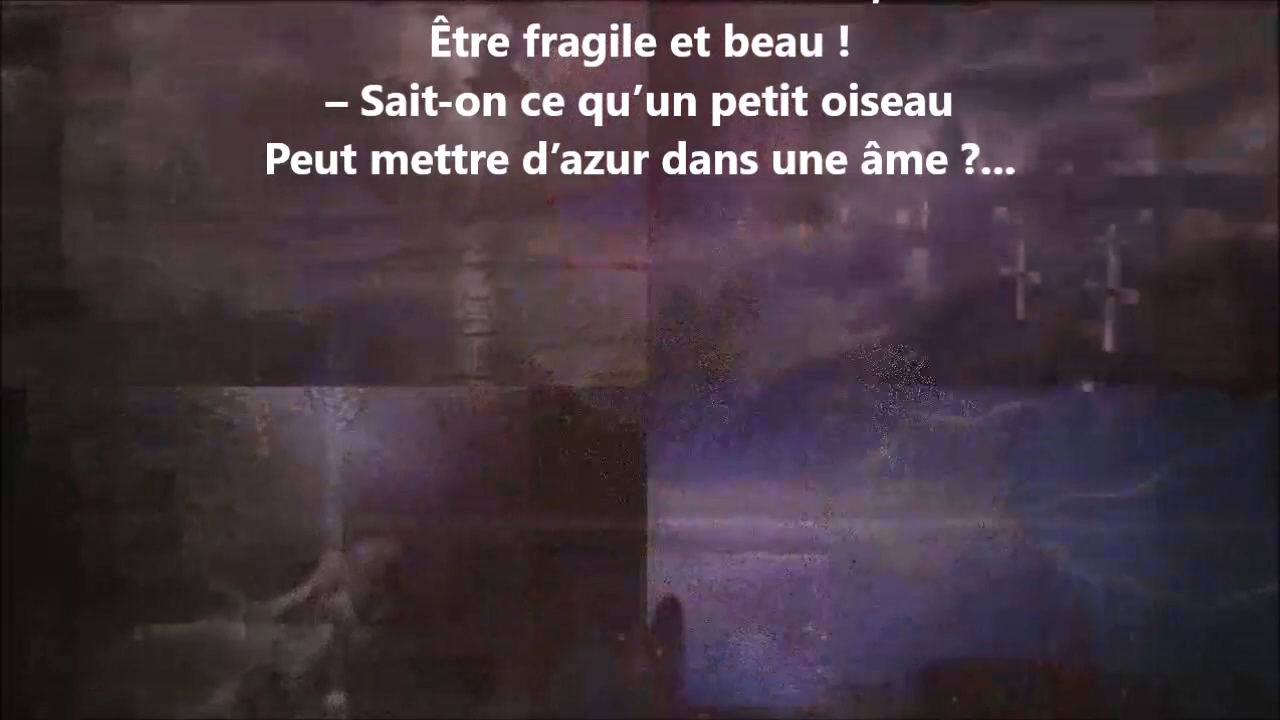 Être fragile et beau !
– Sait-on ce qu’un petit oiseau
Peut mettre d’azur dans une âme ?...